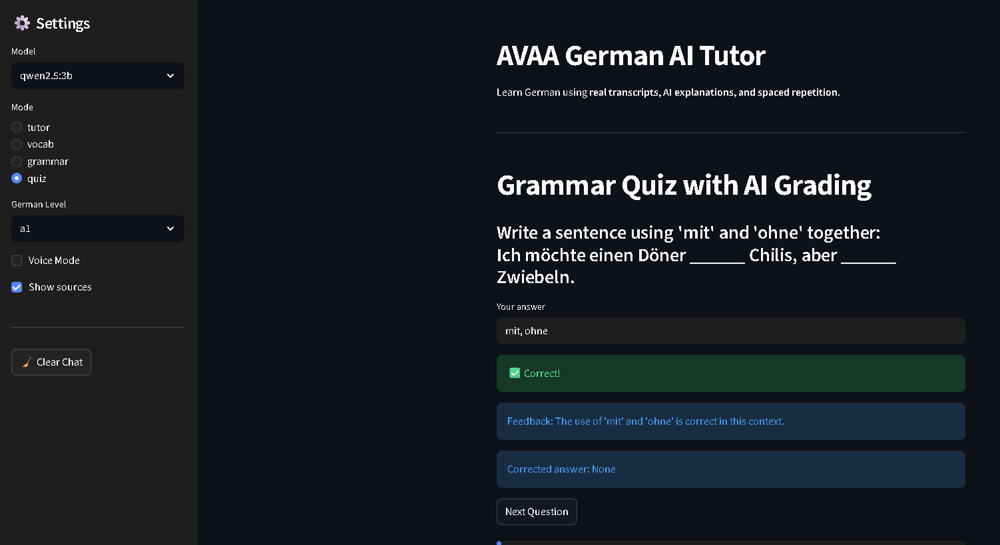 Settings
Model
qwen2.5:3b
Mode
tutor
vocab
grammar
quiz
German Level
a1
Voice Mode
Show sources
Clear Chat
AVAA German AI Tutor
Learn German using real transcripts, AI explanations, and spaced repetition.
Grammar Quiz with AI Grading
Write a sentence using 'mit' and 'ohne' together:
Ich möchte einen Döner ______ Chilis, aber ______
Zwiebeln.
Your answer
mit, ohne
Correct!
Feedback: The use of 'mit' and 'ohne' is correct in this context.
Corrected answer: None
Next Question